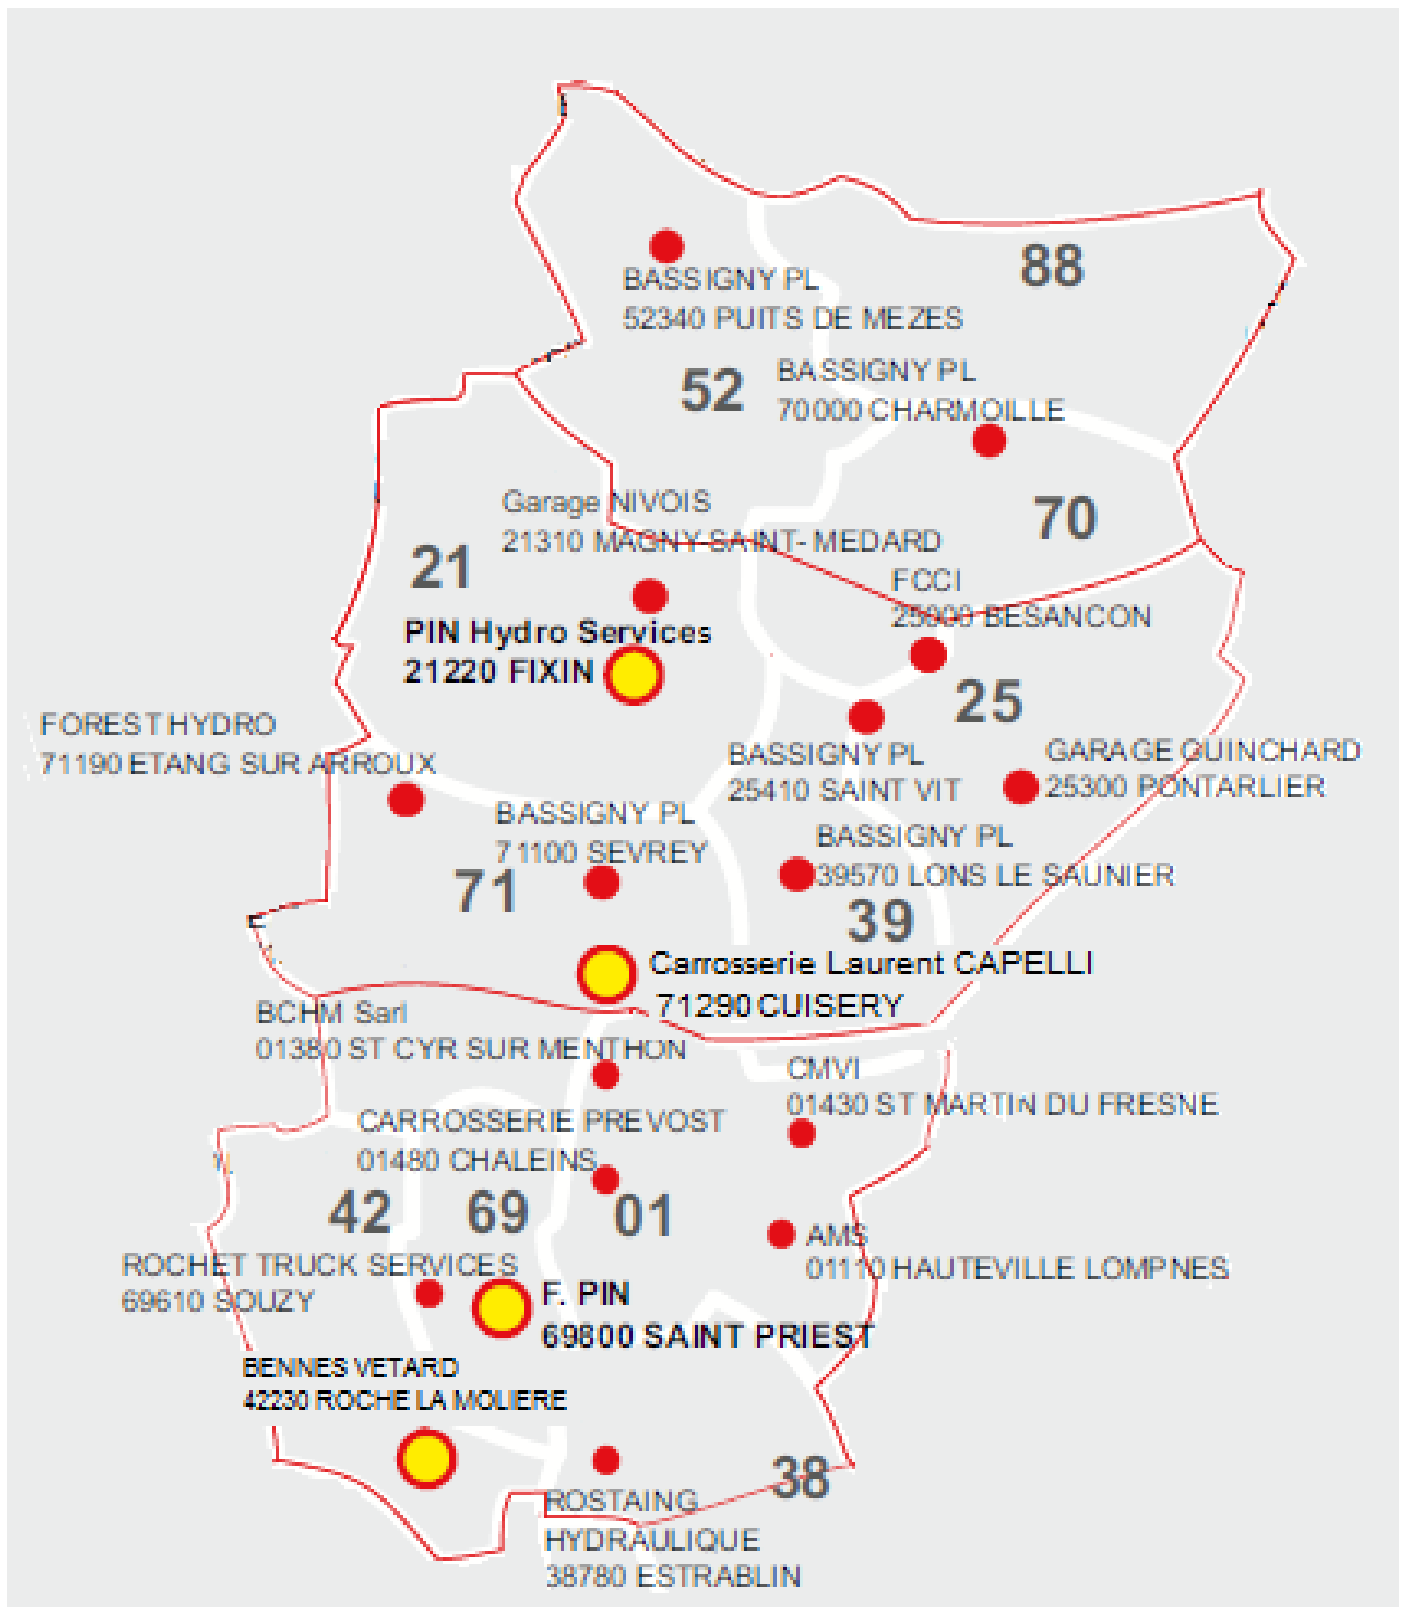 88
BASSIGNY PL
52340 PUITS DE MEZES
52
BASSIGNY PL
70000 CHARMOILLE
70
Garage NIVOIS
21310 MAGNY SAINT- MEDARD
21
FCCI
25000 BESANCON
PIN Hydro Services
21220 FIXIN
25
FOREST HYDRO
71190 ETANG SUR ARROUX
BASSIGNY PL
25410 SAINT VIT
GARAGE GUINCHARD
25300 PONTARLIER
BASSIGNY PL
71100 SEVREY
71
BASSIGNY PL
39570 LONS LE SAUNIER
39
Carrosserie Laurent CAPELLI
71290 CUISERY
BCHM Sarl
01380 ST CYR SUR MENTHON
CMVI
01430 ST MARTIN DU FRESNE
CARROSSERIE PREVOST
01480 CHALEINS
42
69
01
AMS
01110 HAUTEVILLE LOMPNES
ROCHET TRUCK SERVICES
69610 SOUZY
F. PIN
69800 SAINT PRIEST
BENNES VETARD
42230 ROCHE LA MOLIERE
38
ROSTAING
HYDRAULIQUE
38780 ESTRABLIN